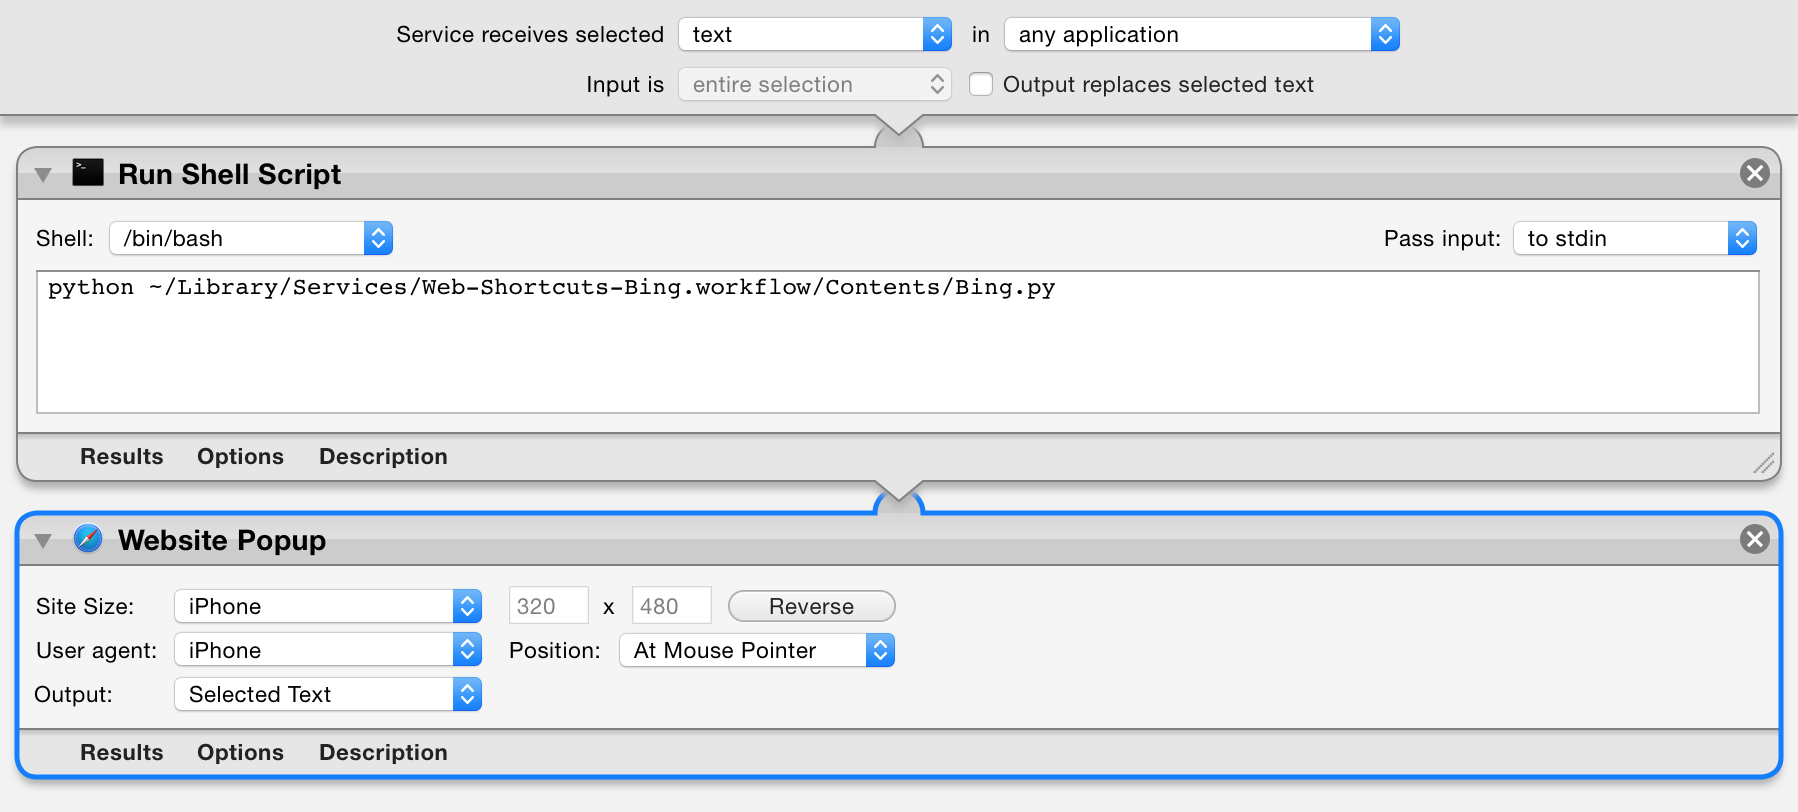 Service receives selected text in any application
Input is entire selection Output replaces selected text
>_ Run Shell Script
Shell: /bin/bash Pass input: to stdin
python ~/Library/Services/Web-Shortcuts-Bing.workflow/Contents/Bing.py
Results Options Description
Website Popup
Site Size: iPhone 320 x 480 Reverse
User agent: iPhone Position: At Mouse Pointer
Output: Selected Text
Results Options Description